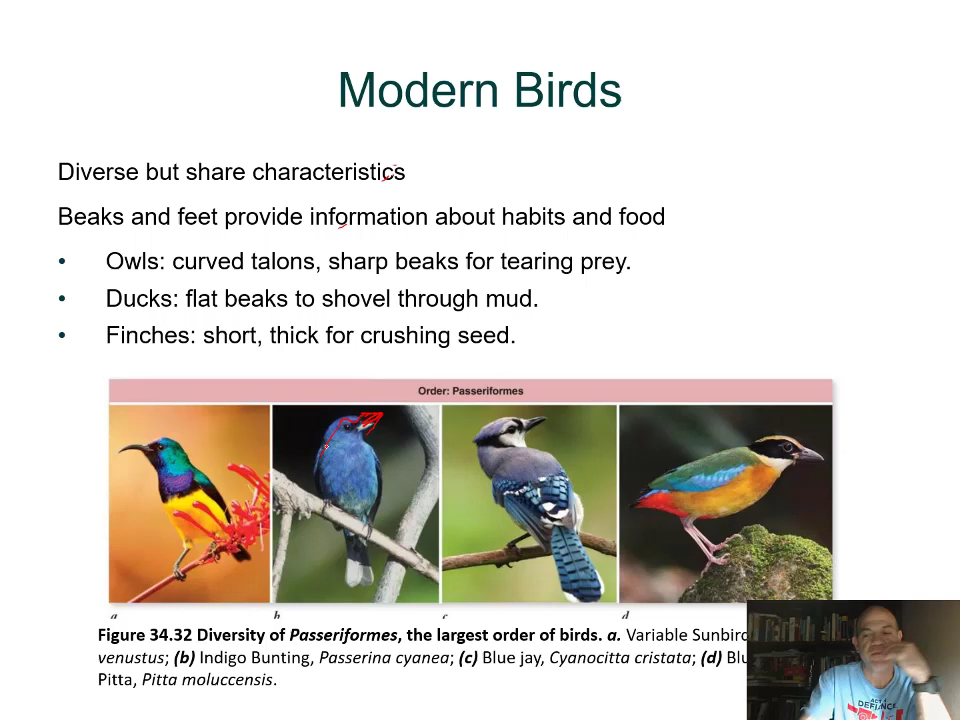 Modern Birds
Diverse but share characteristics
Beaks and feet provide information about habits and food
• Owls: curved talons, sharp beaks for tearing prey.
• Ducks: flat beaks to shovel through mud.
• Finches: short, thick for crushing seed.
Order: Passeriformes
a b c d
Figure 34.32 Diversity of Passeriformes, the largest order of birds. a. Variable Sunbird
venustus; (b) Indigo Bunting, Passerina cyanea; (c) Blue jay, Cyanocitta cristata; (d) Blu
Pitta, Pitta moluccensis.
DEFIANCE